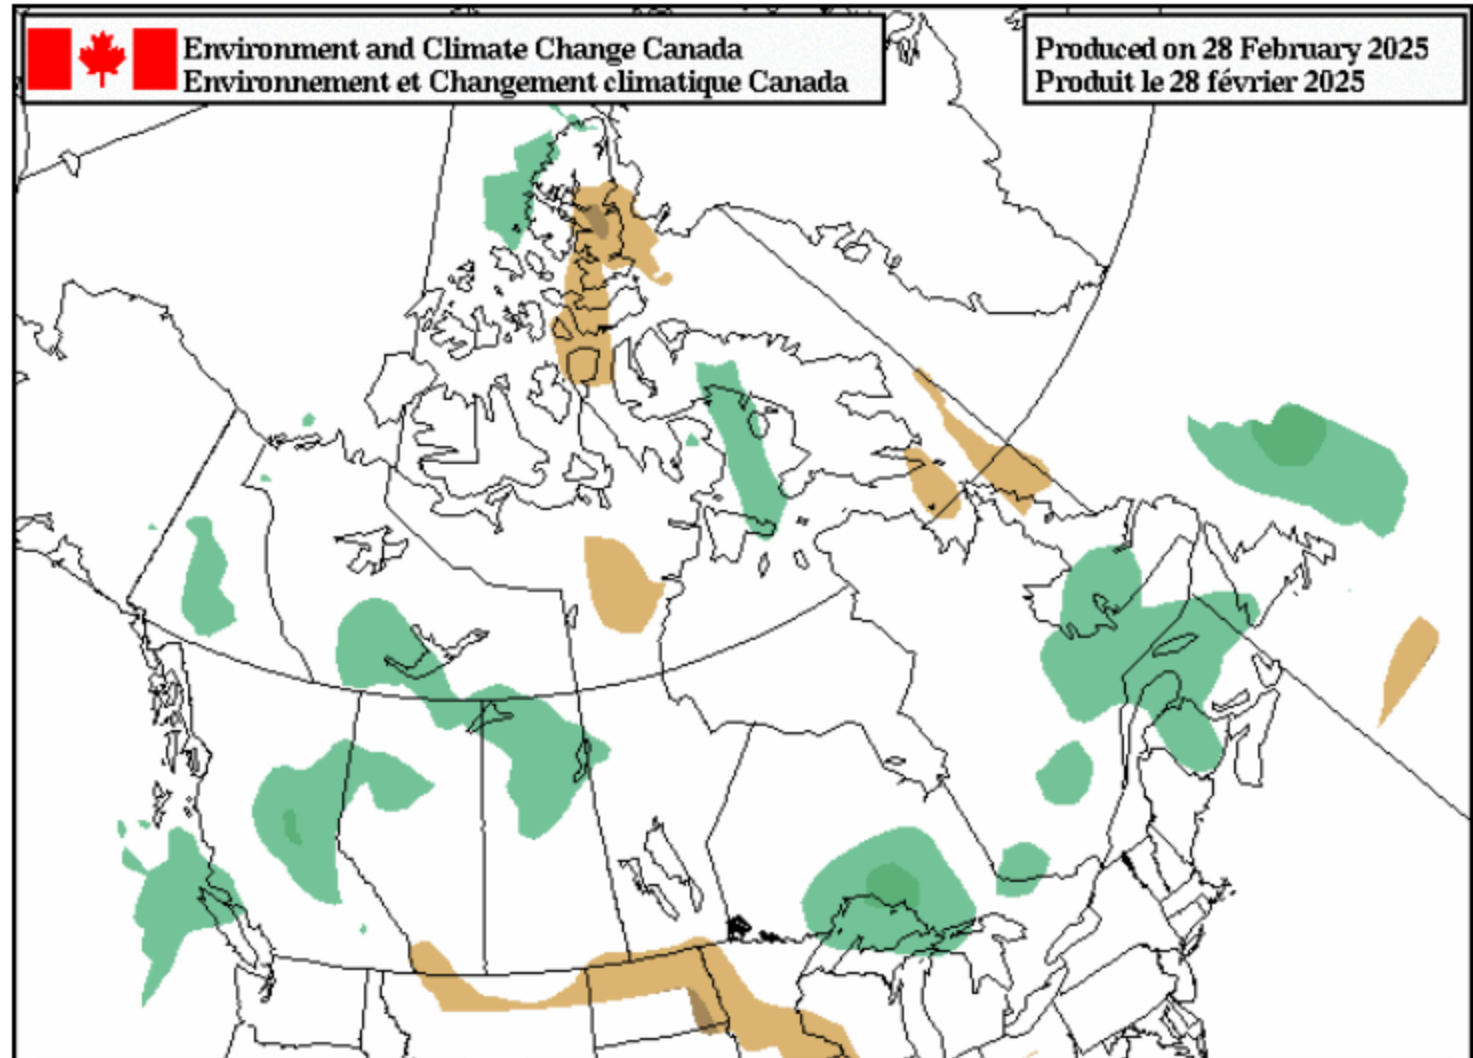 Environment and Climate Change Canada
Environnement et Changement climatique Canada
Produced on 28 February 2025
Produit le 28 février 2025